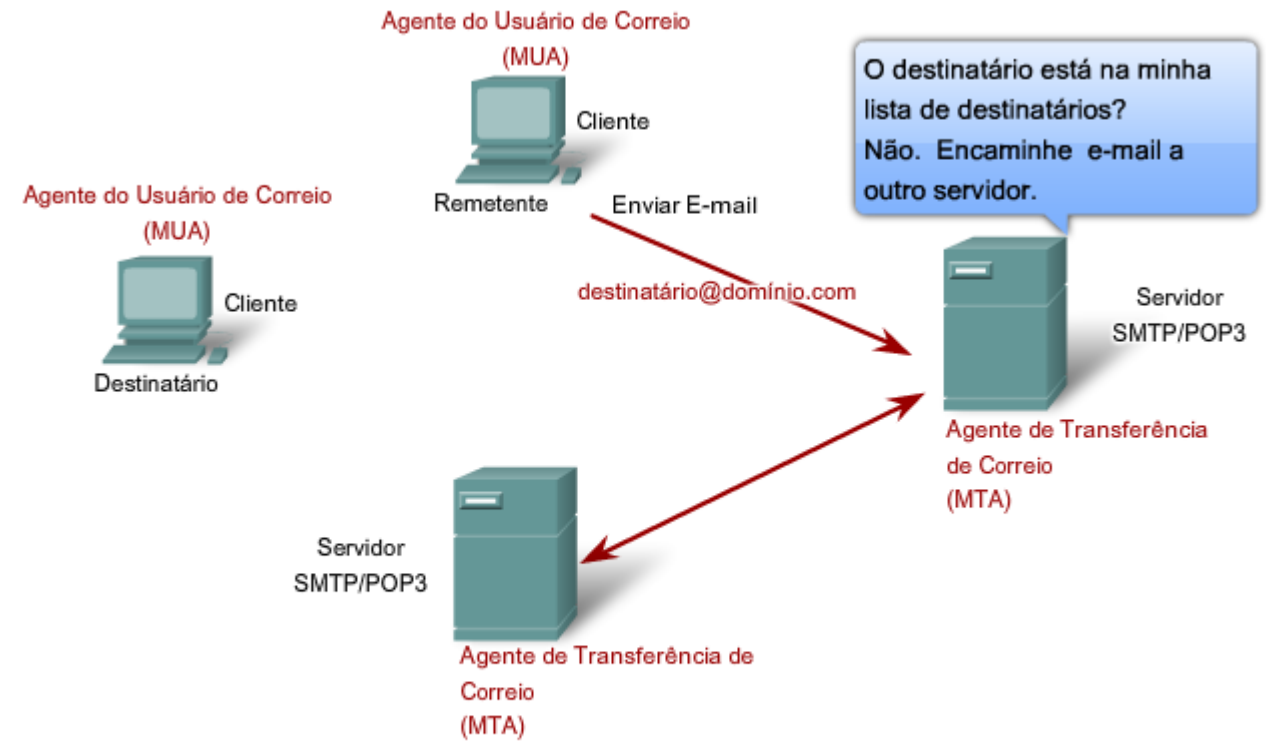 Agente do Usuário de Correio
(MUA)
Cliente
Remetente
Enviar E-mail
O destinatário está na minha
lista de destinatários?
Não.  Encaminhe  e-mail a
outro servidor.
Agente do Usuário de Correio
(MUA)
Cliente
Destinatário
destinatário@domínio.com
Servidor
SMTP/POP3
Agente de Transferência
de Correio
(MTA)
Servidor
SMTP/POP3
Agente de Transferência de
Correio
(MTA)